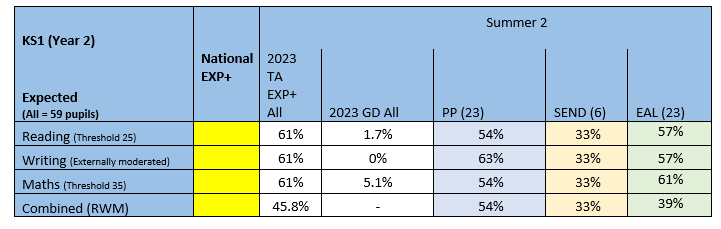 Summer 2
KS1 (Year 2)
National EXP+
2023 TA EXP+ All
2023 GD All
PP (23)
SEND (6)
EAL (23)
Expected
(All = 59 pupils)
Reading (Threshold 25) 61% 1.7% 54% 33% 57%
Writing (Externally moderated) 61% 0% 63% 33% 57%
Maths (Threshold 35) 61% 5.1% 54% 33% 61%
Combined (RWM) 45.8% - 54% 33% 39%